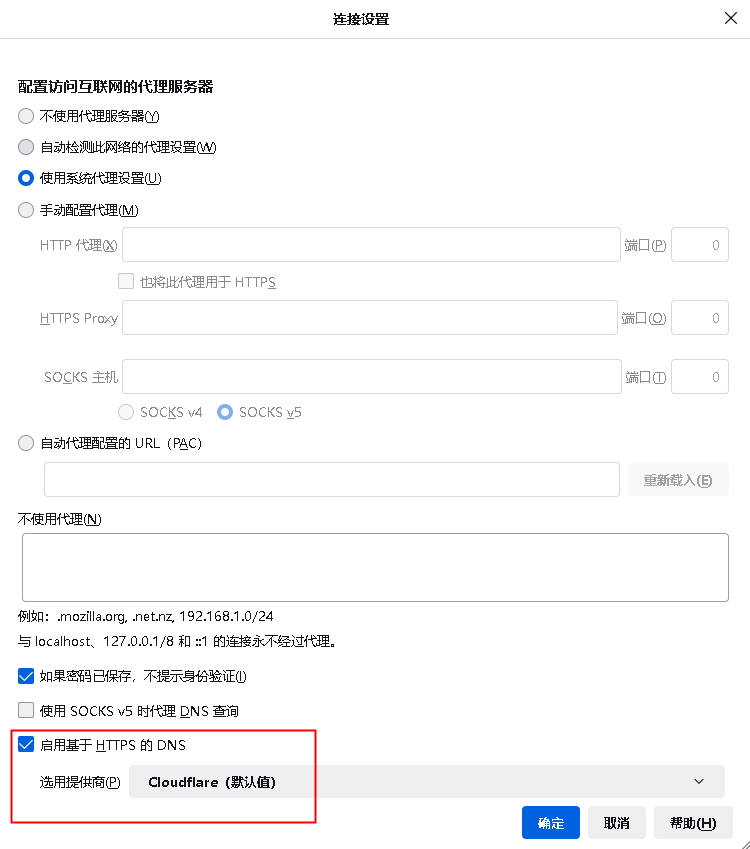 连接设置
配置访问互联网的代理服务器
不使用代理服务器(Y)
自动检测此网络的代理设置(W)
使用系统代理设置(U)
手动配置代理(M)
HTTP 代理(X) 端口(P) 0
也将此代理用于 HTTPS
HTTPS Proxy 端口(O) 0
SOCKS 主机 端口(T) 0
SOCKS v4 SOCKS v5
自动代理配置的 URL（PAC）
重新载入(E)
不使用代理(N)
例如：.mozilla.org, .net.nz, 192.168.1.0/24
与 localhost、127.0.0.1/8 和 ::1 的连接永不经过代理。
如果密码已保存，不提示身份验证(I)
使用 SOCKS v5 时代理 DNS 查询
启用基于 HTTPS 的 DNS
选用提供商(P) Cloudflare（默认值）
确定 取消 帮助(H)